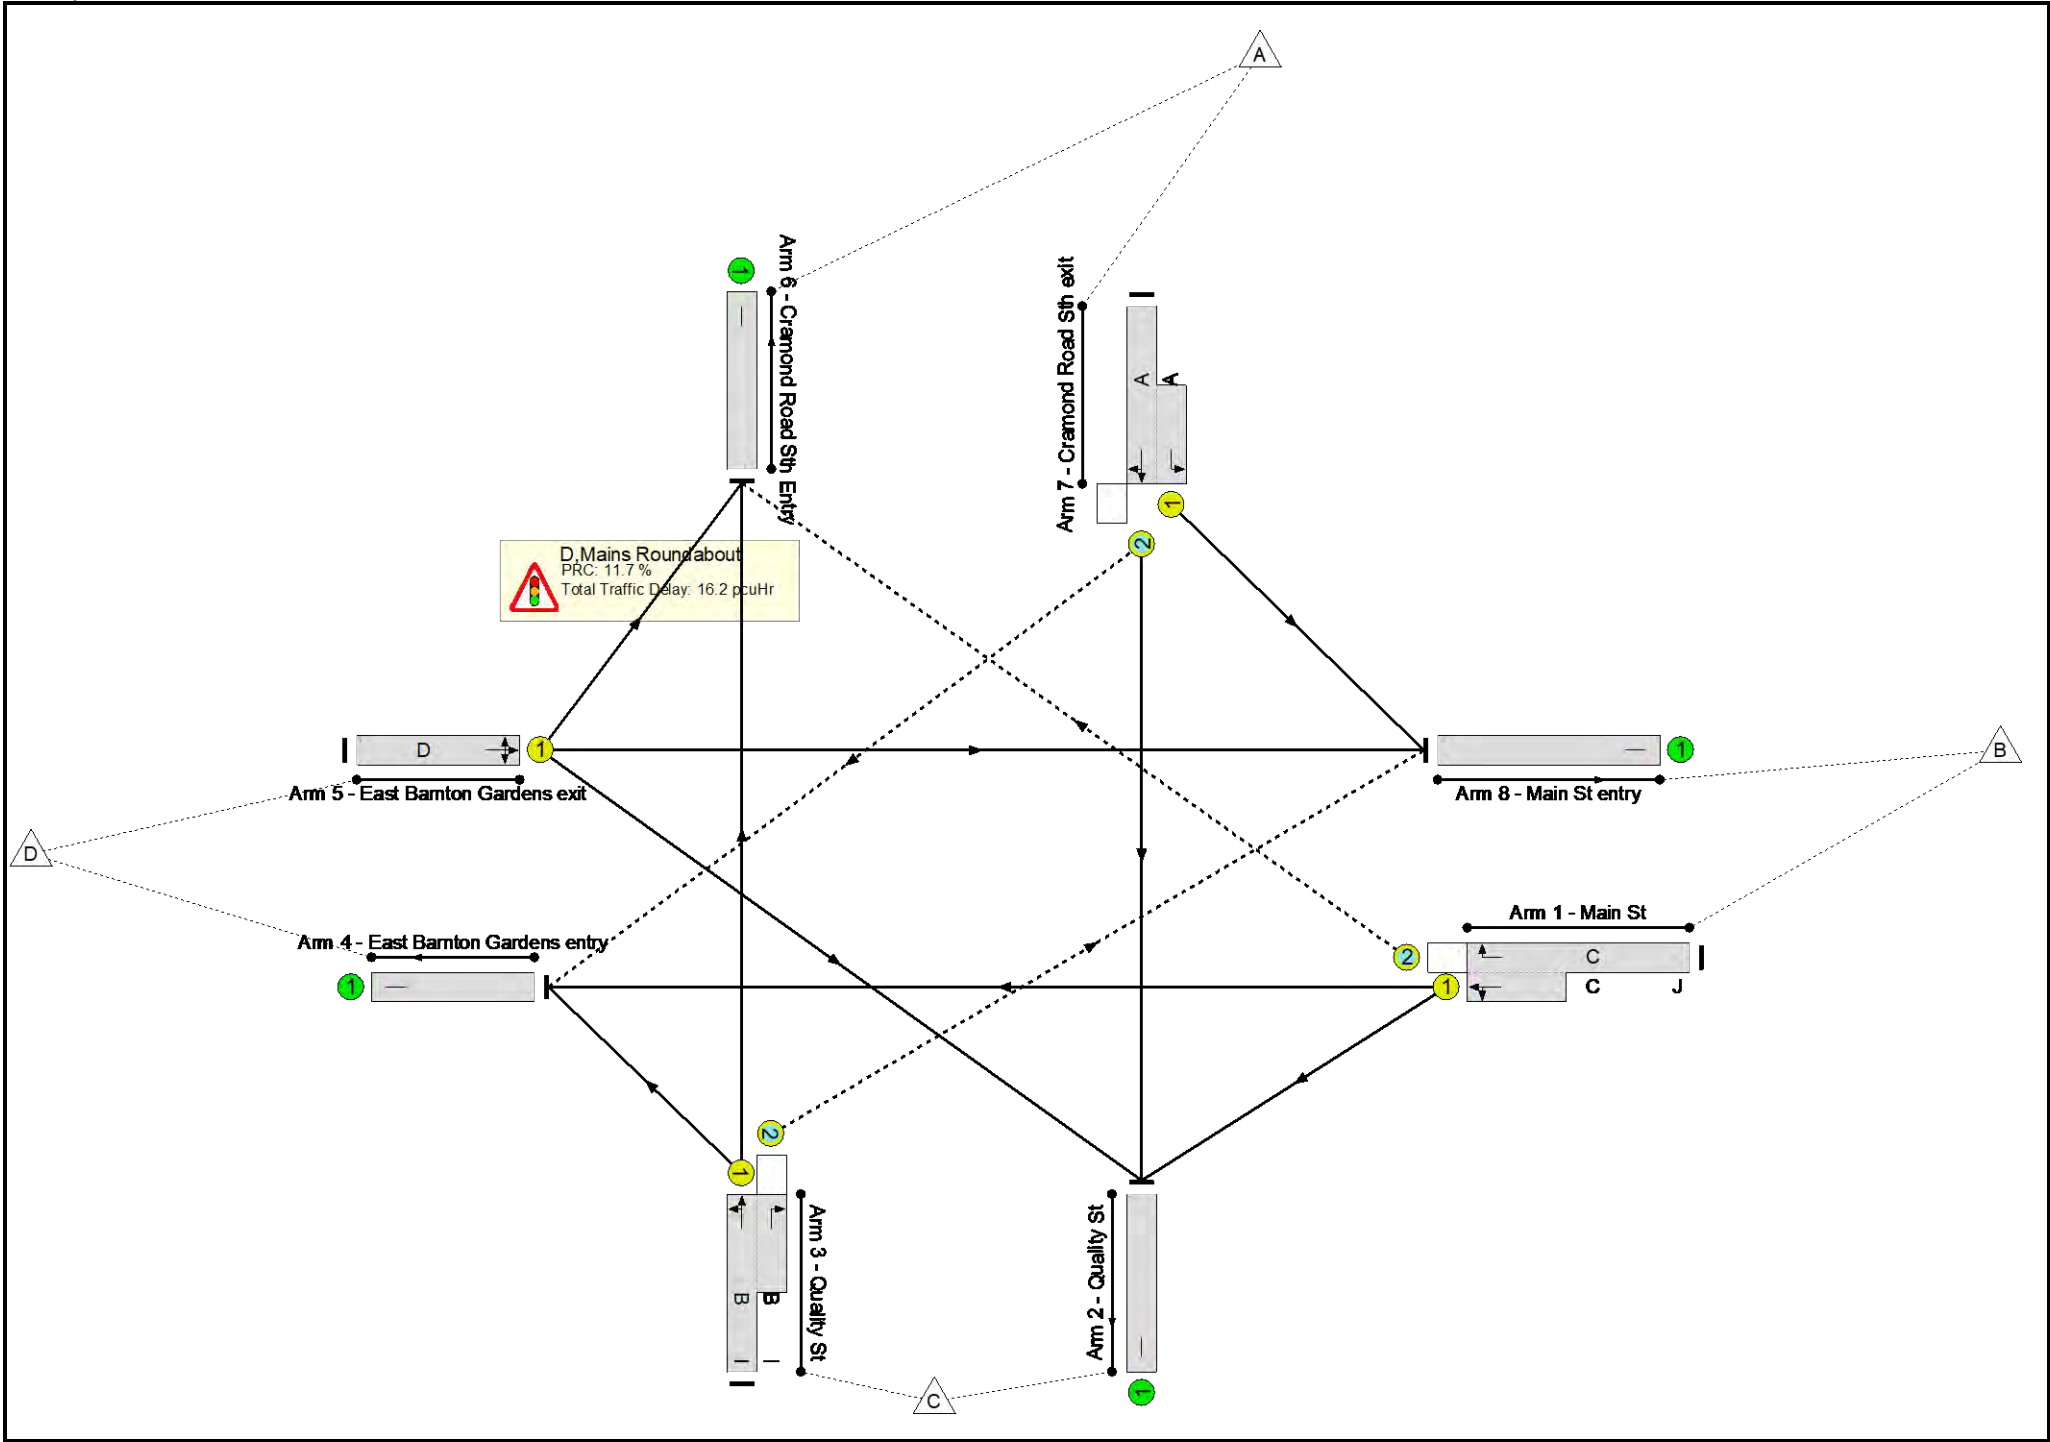 A
Arm 6 - Cramond Road Sth Entry
1
Arm 7 - Cramond Road Sth exit
A
A
1
2
D,Mains Roundabout
PRC: 11.7 %
Total Traffic Delay: 16.2 pcuHr
D
1
Arm 5 - East Barnton Gardens exit
1
Arm 8 - Main St entry
B
D
Arm 4 - East Barnton Gardens entry
1
Arm 1 - Main St
2
C
1
C
J
2
1
Arm 3 - Quality St
B
B
I
I
Arm 2 - Quality St
1
C